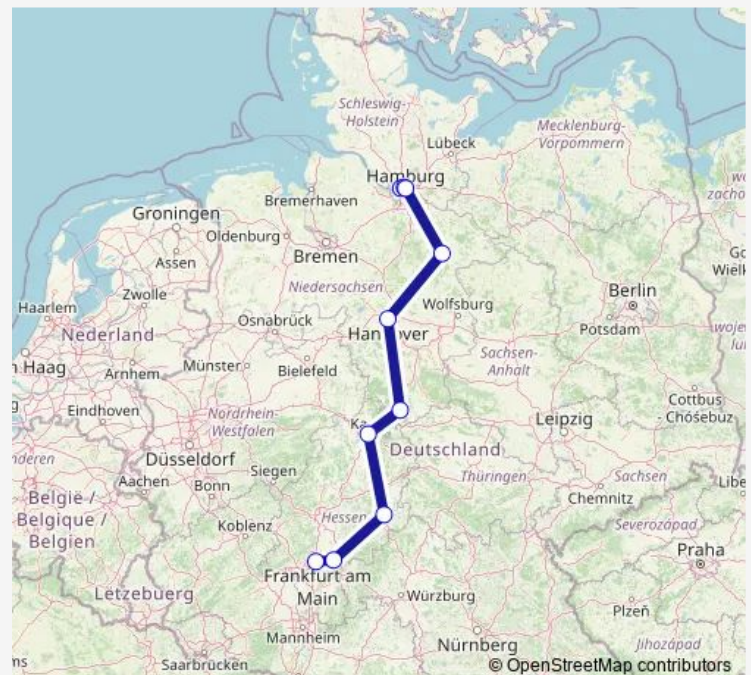 Schleswig-
Holstein
Mecklenburg-
Vorpommern
Lübeck
Hamburg
Bremerhaven
Groningen
Oldenburg
Bremen
Assen
Berlin
Niedersachsen
Zwolle
Wolfsburg
Haarlem
Osnabrück
Potsdam
Nederland
Haag
Arnhem
Münster
Bielefeld
Sachsen-
Anhalt
Cottbus
- Chóśebuz
Eindhoven
Nordrhein-
Westfalen
Leipzig
Düsseldorf
Deutschland
Siegen
Aachen
Bonn
Thüringen
Sachsen
België /
Belgique /
Belgien
Chemnitz
Hessen
Koblenz
Severozápad
Praha
Frankfurt am
Main
Letzebuerg
Würzburg
Plzeň
Mannheim
Nürnberg
Jihozápad
Saarbrücken
© OpenStreetMap contributors